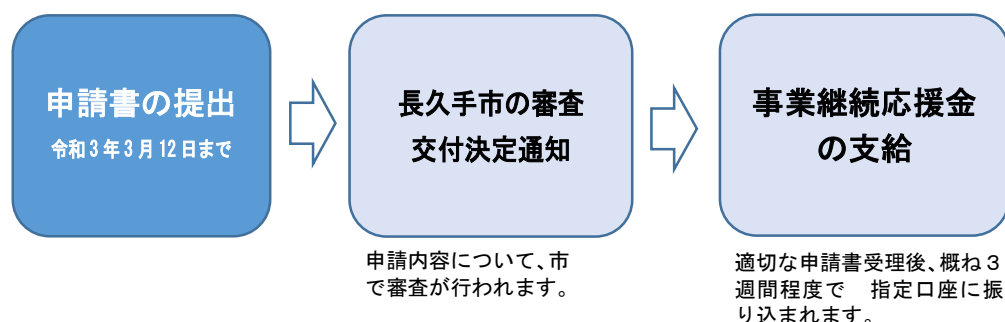 申請書の提出
令和3年3月12日まで
長久手市の審査
交付決定通知
事業継続応援金
の支給
申請内容について、市
で審査が行われます。
適切な申請書受理後、概ね3
週間程度で　指定口座に振
り込まれます。